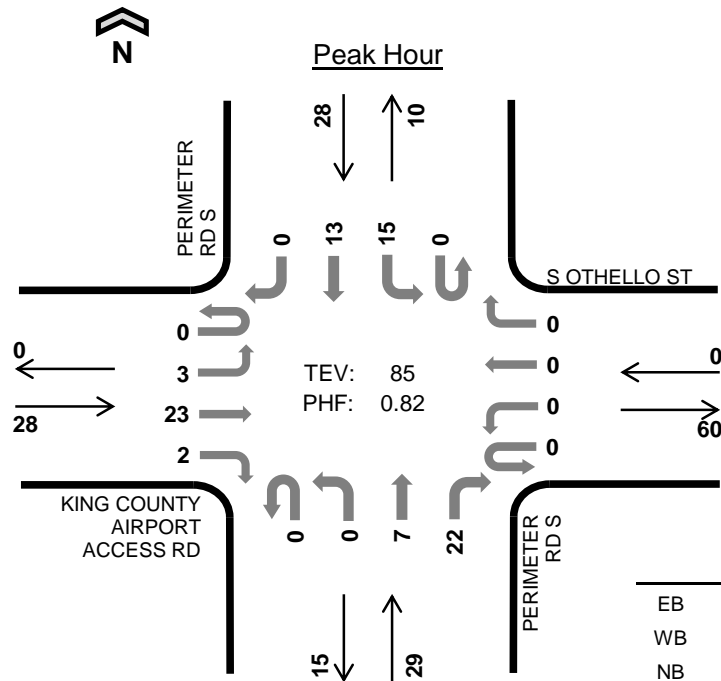 N
Peak Hour
28
10
PERIMETER
RD S
0
13
15
0
S OTHELLO ST
0
3
23
2
0
28
TEV: 85
PHF: 0.82
0
0
0
0
0
60
KING COUNTY
AIRPORT
ACCESS RD
0
0
7
22
PERIMETER
RD S
15
29
EB
WB
NB